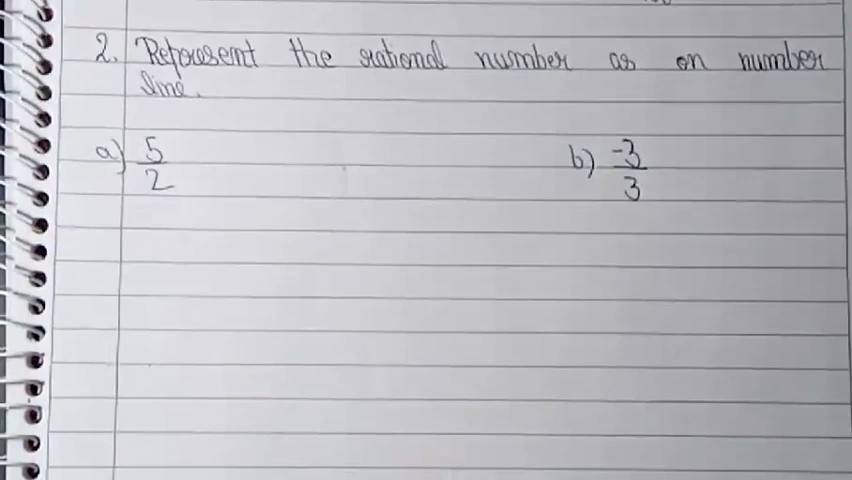 2. Represent the rational number as on number
line.
a) 5/2 b) -3/3